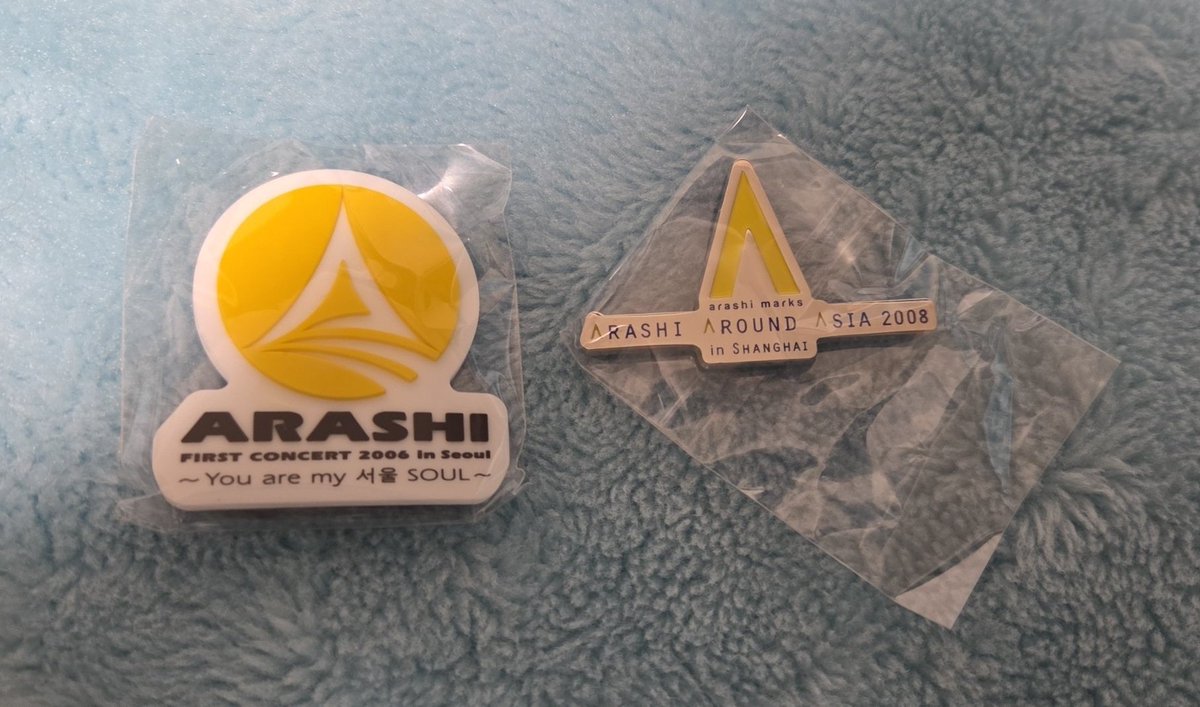 ARASHI
FIRST CONCERT 2006 in Seoul
~You are my 서울 SOUL~
arashi marks
ARASHI AROUND ASIA 2008
in SHANGHAI